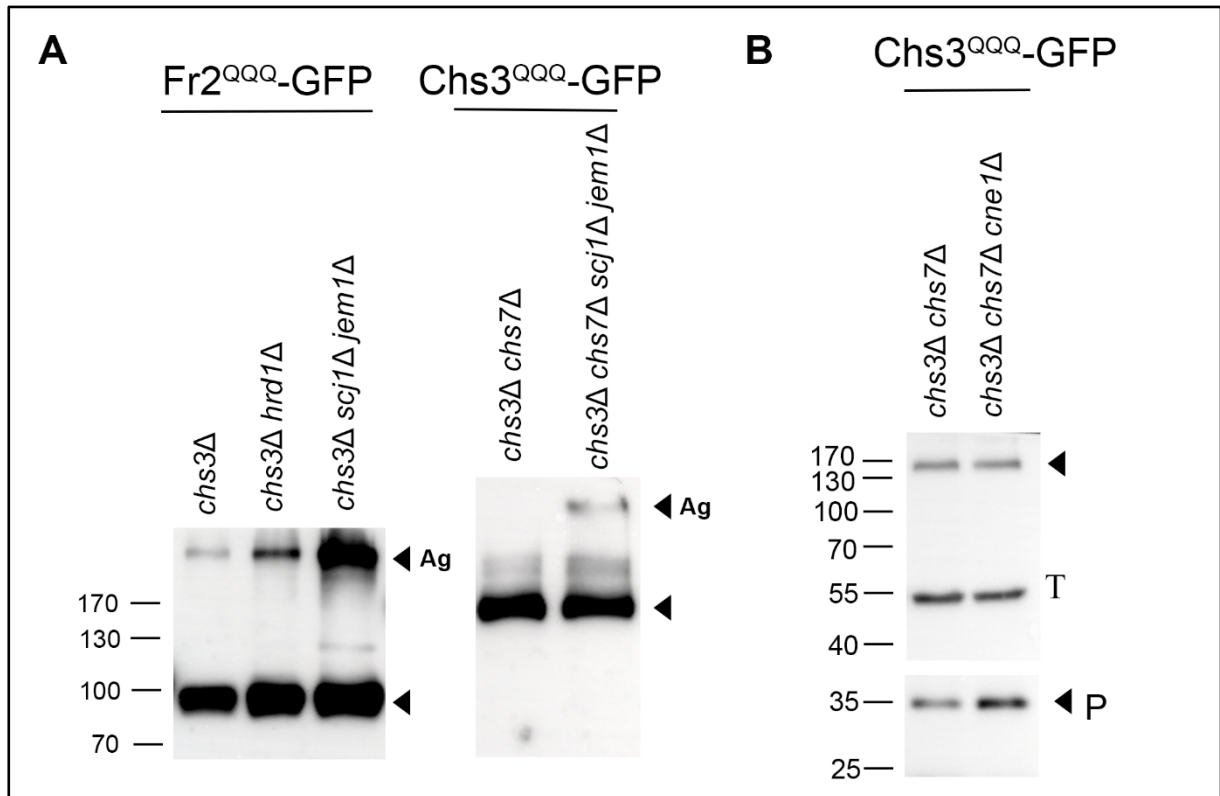 A
Fr2QQQ-GFP
Chs3QQQ-GFP
chs3Δ
chs3Δ hrd1Δ
chs3Δ scj1Δ jem1Δ
chs3Δ chs7Δ
chs3Δ chs7Δ scj1Δ jem1Δ
Ag
Ag
170
130
100
70
B
Chs3QQQ-GFP
chs3Δ chs7Δ
chs3Δ chs7Δ cne1Δ
170
130
100
70
55
T
40
35
P
25